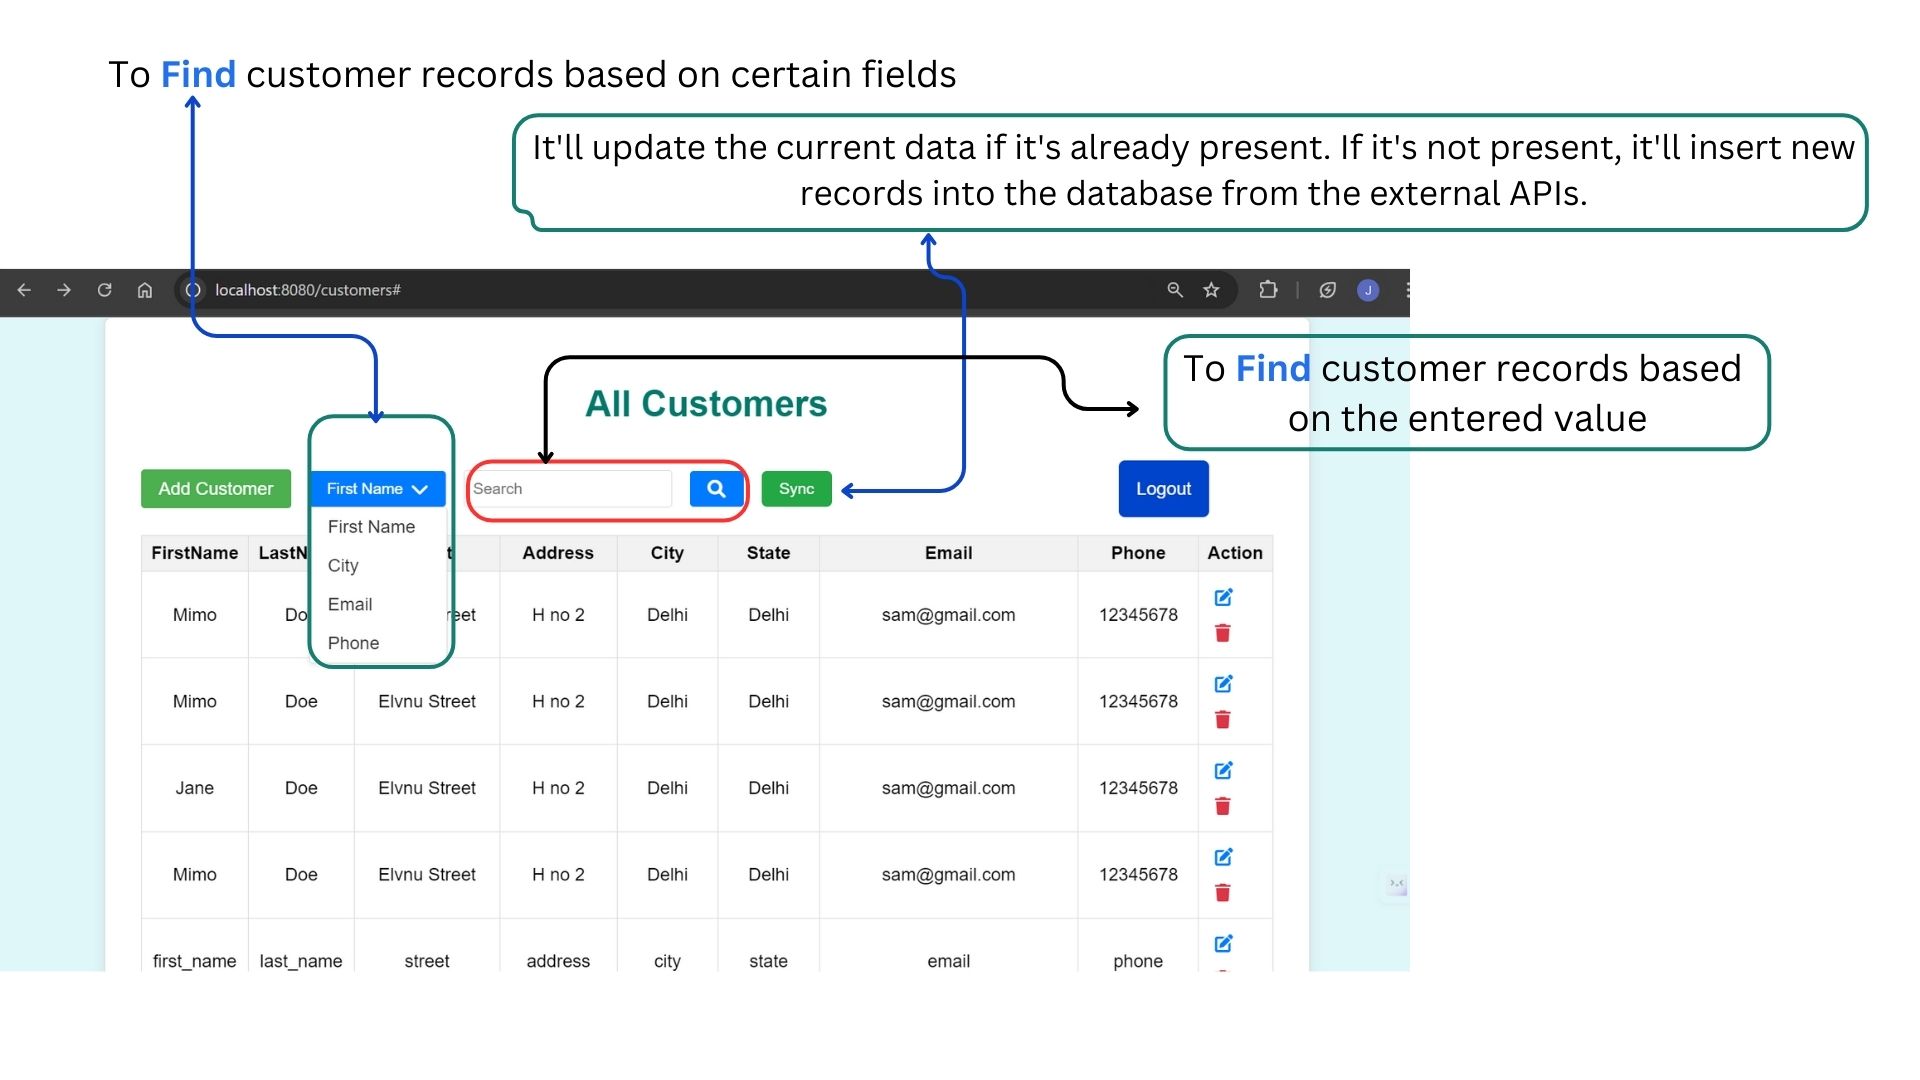 To Find customer records based on certain fields
It'll update the current data if it's already present. If it's not present, it'll insert new
records into the database from the external APIs.
localhost:8080/customers#
J
To Find customer records based
on the entered value
All Customers
Add Customer
First Name
Search
Sync
Logout
First Name
City
Email
Phone
FirstName LastN t Address City State Email Phone Action
Mimo Do reet H no 2 Delhi Delhi sam@gmail.com 12345678
Mimo Doe Elvnu Street H no 2 Delhi Delhi sam@gmail.com 12345678
Jane Doe Elvnu Street H no 2 Delhi Delhi sam@gmail.com 12345678
Mimo Doe Elvnu Street H no 2 Delhi Delhi sam@gmail.com 12345678
first_name last_name street address city state email phone